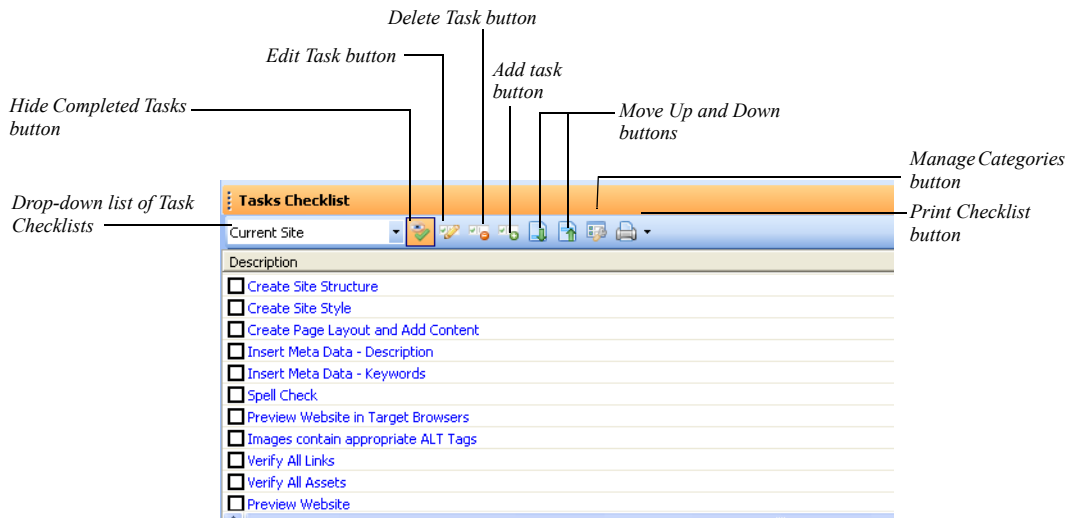 Delete Task button
Edit Task button
Add task
button
Hide Completed Tasks
button
Move Up and Down
buttons
Manage Categories
button
Drop-down list of Task
Checklists
Print Checklist
button
Tasks Checklist
Current Site
Description
Create Site Structure
Create Site Style
Create Page Layout and Add Content
Insert Meta Data - Description
Insert Meta Data - Keywords
Spell Check
Preview Website in Target Browsers
Images contain appropriate ALT Tags
Verify All Links
Verify All Assets
Preview Website